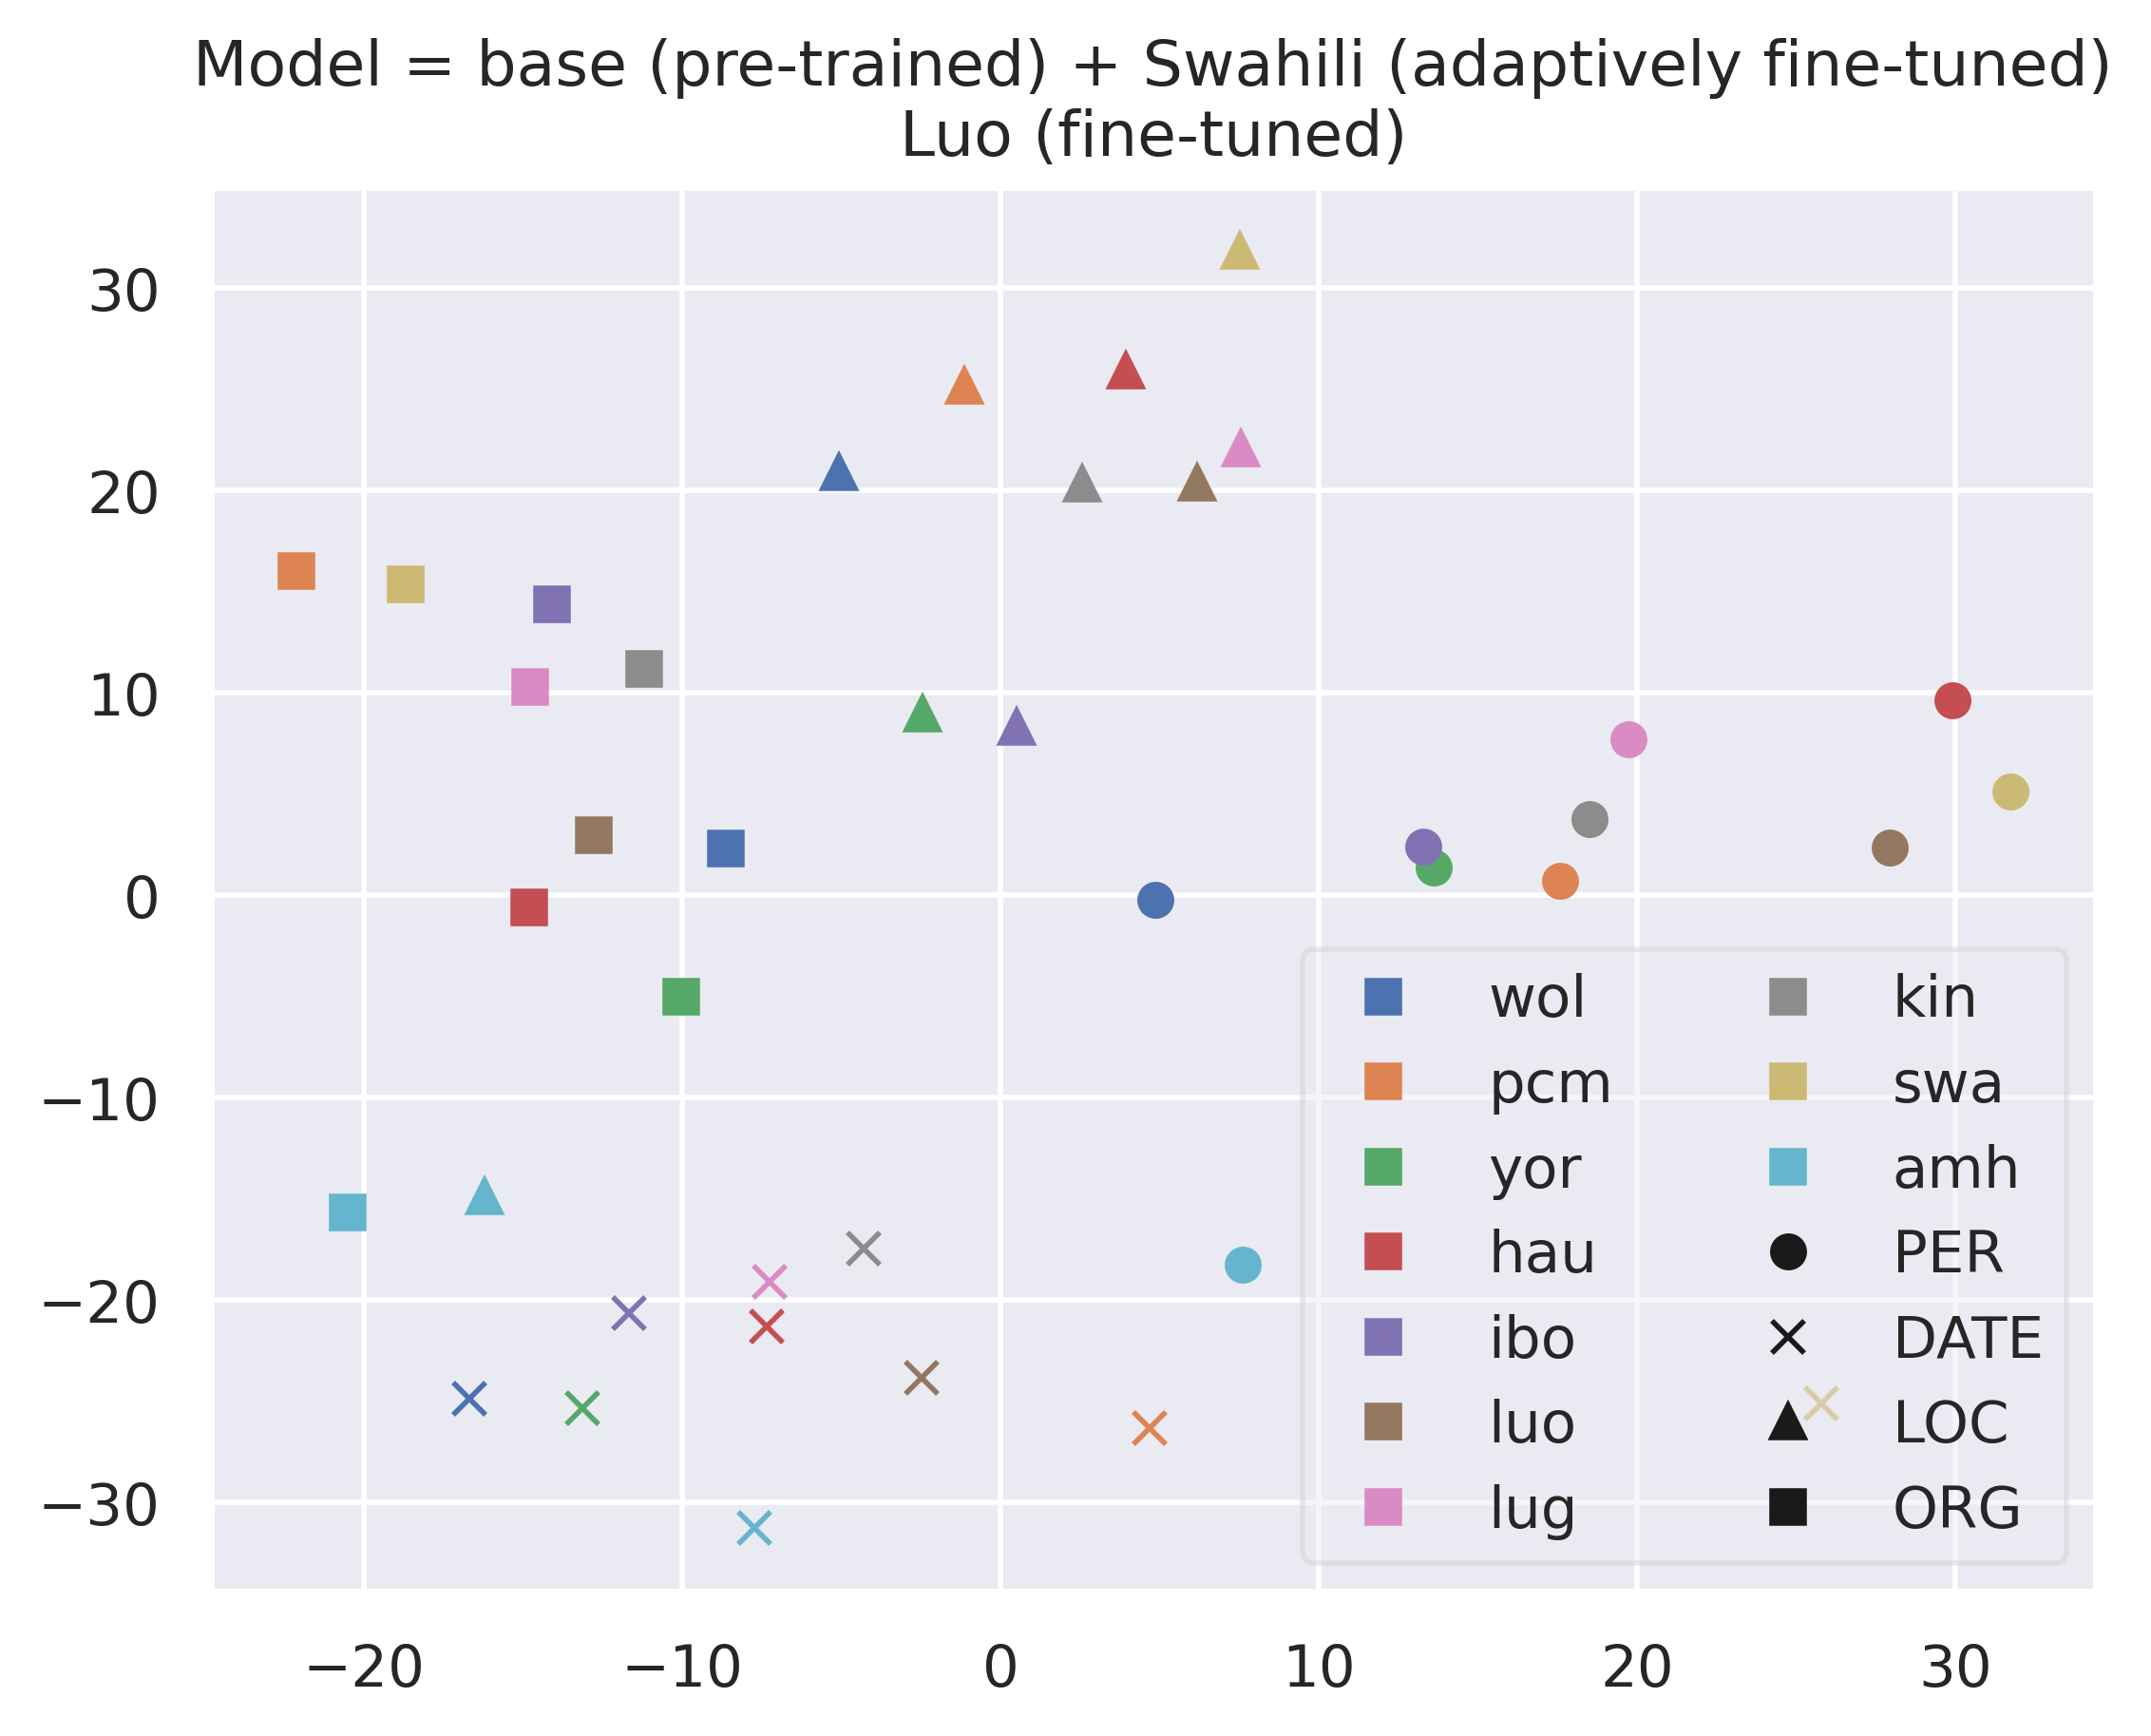 Model = base (pre-trained) + Swahili (adaptively fine-tuned)
Luo (fine-tuned)
30
20
10
0
−10
−20
−30
−20
−10
0
10
20
30
wol
pcm
yor
hau
ibo
luo
lug
kin
swa
amh
PER
DATE
LOC
ORG